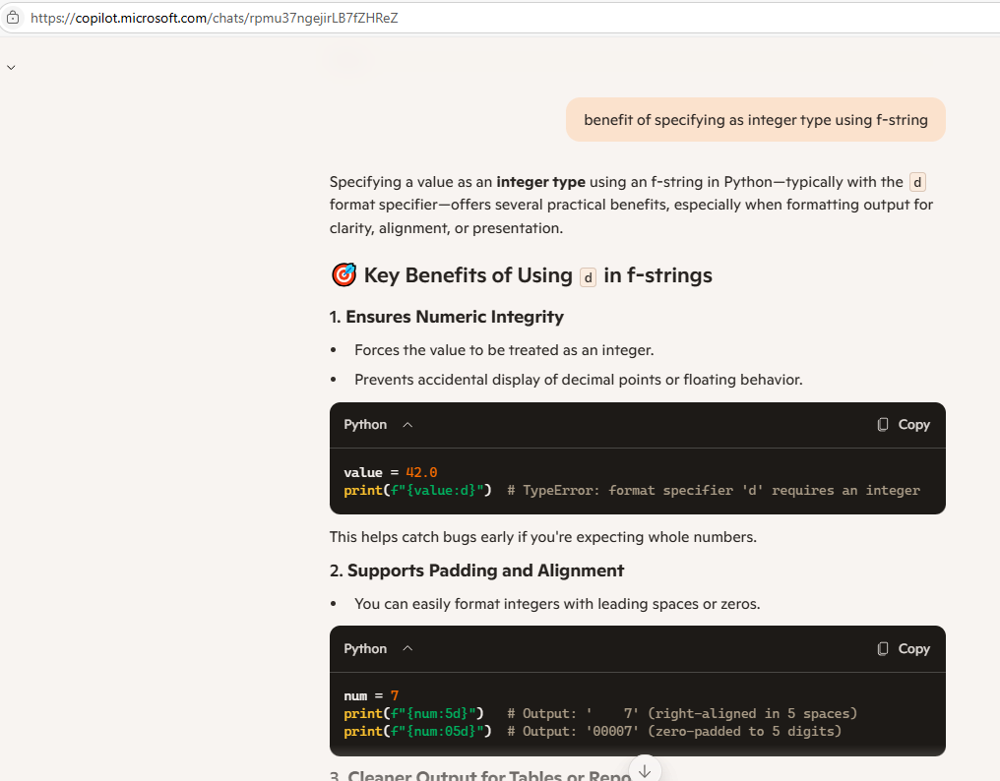 https://copilot.microsoft.com/chats/rpmu37ngejirLB7fZHReZ
benefit of specifying as integer type using f-string
Specifying a value as an integer type using an f-string in Python—typically with the d
format specifier—offers several practical benefits, especially when formatting output for
clarity, alignment, or presentation.
🎯 Key Benefits of Using d in f-strings
1. Ensures Numeric Integrity
• Forces the value to be treated as an integer.
• Prevents accidental display of decimal points or floating behavior.
Python Copy
value = 42.0
print(f"{value:d}")  # TypeError: format specifier 'd' requires an integer
This helps catch bugs early if you're expecting whole numbers.
2. Supports Padding and Alignment
• You can easily format integers with leading spaces or zeros.
Python Copy
num = 7
print(f"{num:5d}")   # Output: '    7' (right-aligned in 5 spaces)
print(f"{num:05d}")  # Output: '00007' (zero-padded to 5 digits)
3. Cleaner Output for Tables or Repo